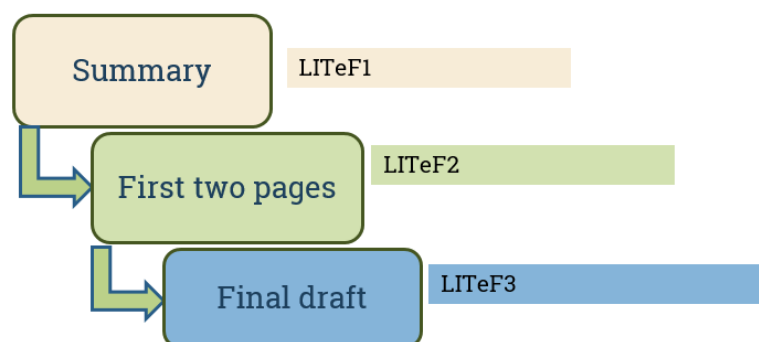 Summary
LITeF1
First two pages
LITeF2
Final draft
LITeF3